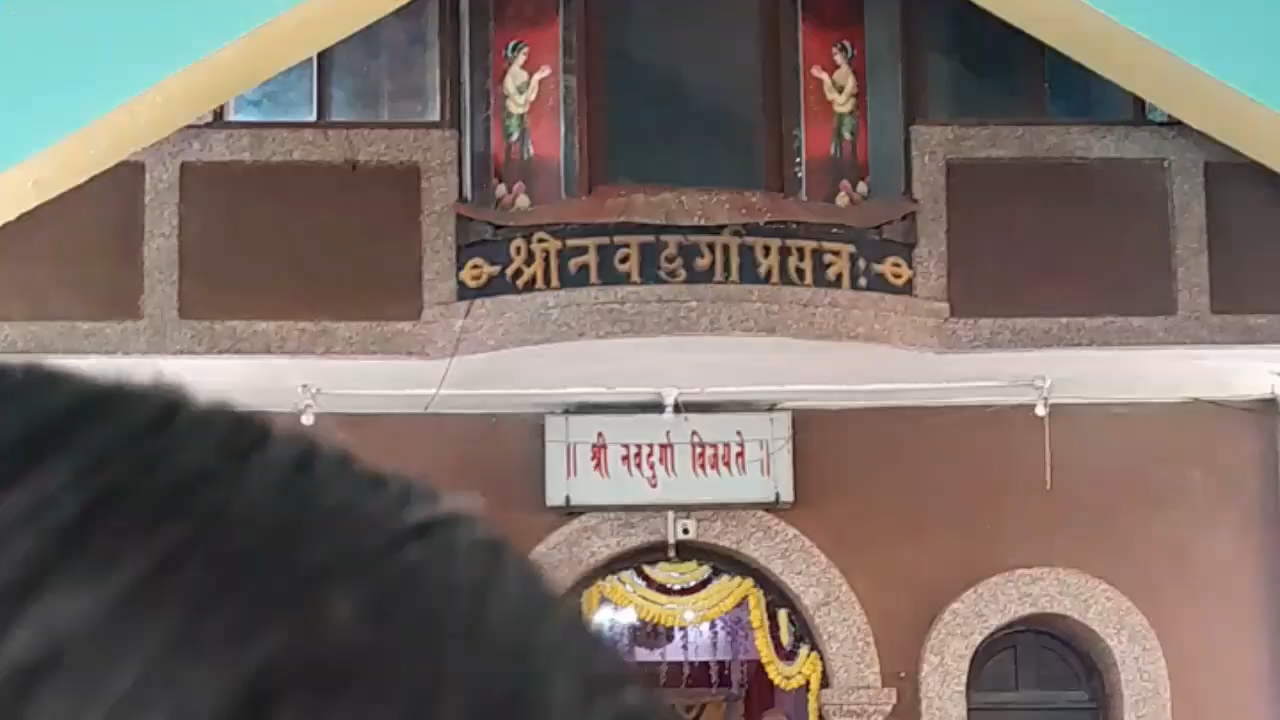 श्री नवदुर्गा प्रसन्न:
|| श्री नवदुर्गा विजयते ||